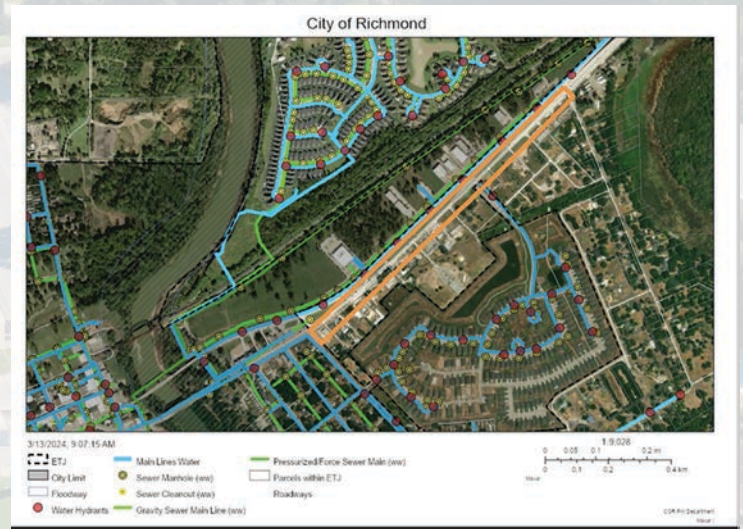 City of Richmond
3/13/2024, 9:07:15 AM
ETJ
City Limit
Floodway
Water Hydrants
Main Lines Water
Sewer Manhole (ww)
Sewer Cleanout (ww)
Gravity Sewer Main Line (ww)
Pressurized/Force Sewer Main (ww)
Parcels within ETJ
Roadways
1:9,028
0 0.05 0.1 0.2 mi
0 0.1 0.2 0.4 km